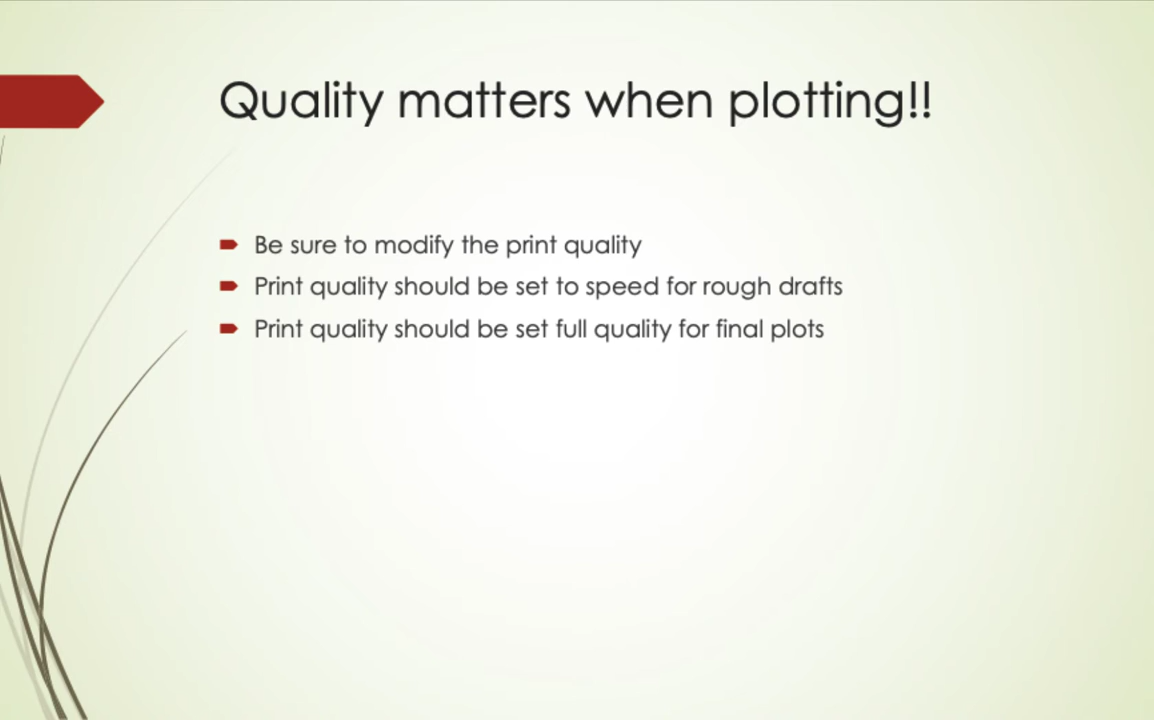 Quality matters when plotting!!
Be sure to modify the print quality
Print quality should be set to speed for rough drafts
Print quality should be set full quality for final plots